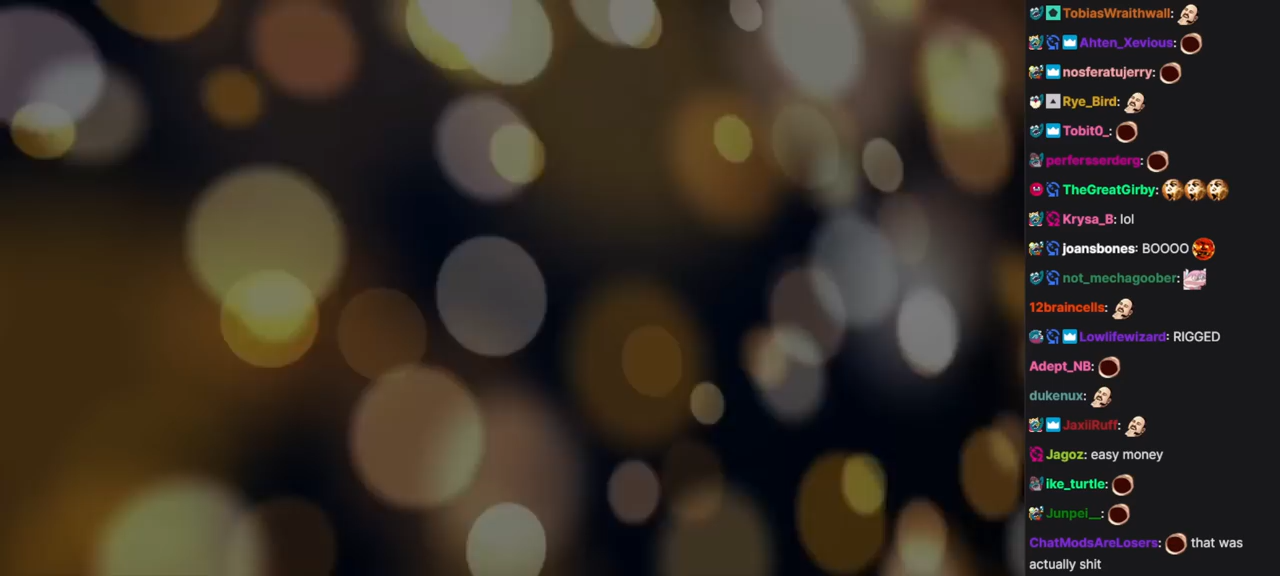 TobiasWraithwall:
Ahten_Xevious:
nosferatujerry:
Rye_Bird:
Tobit0_:
perfersserderg:
TheGreatGirby:
Krysa_B: lol
joansbones: BOOOO
not_mechagoober:
12braincells:
Lowlifewizard: RIGGED
Adept_NB:
dukenux:
JaxliRuff:
Jagoz: easy money
ike_turtle:
Junpei__:
ChatModsAreLosers: that was
actually shit